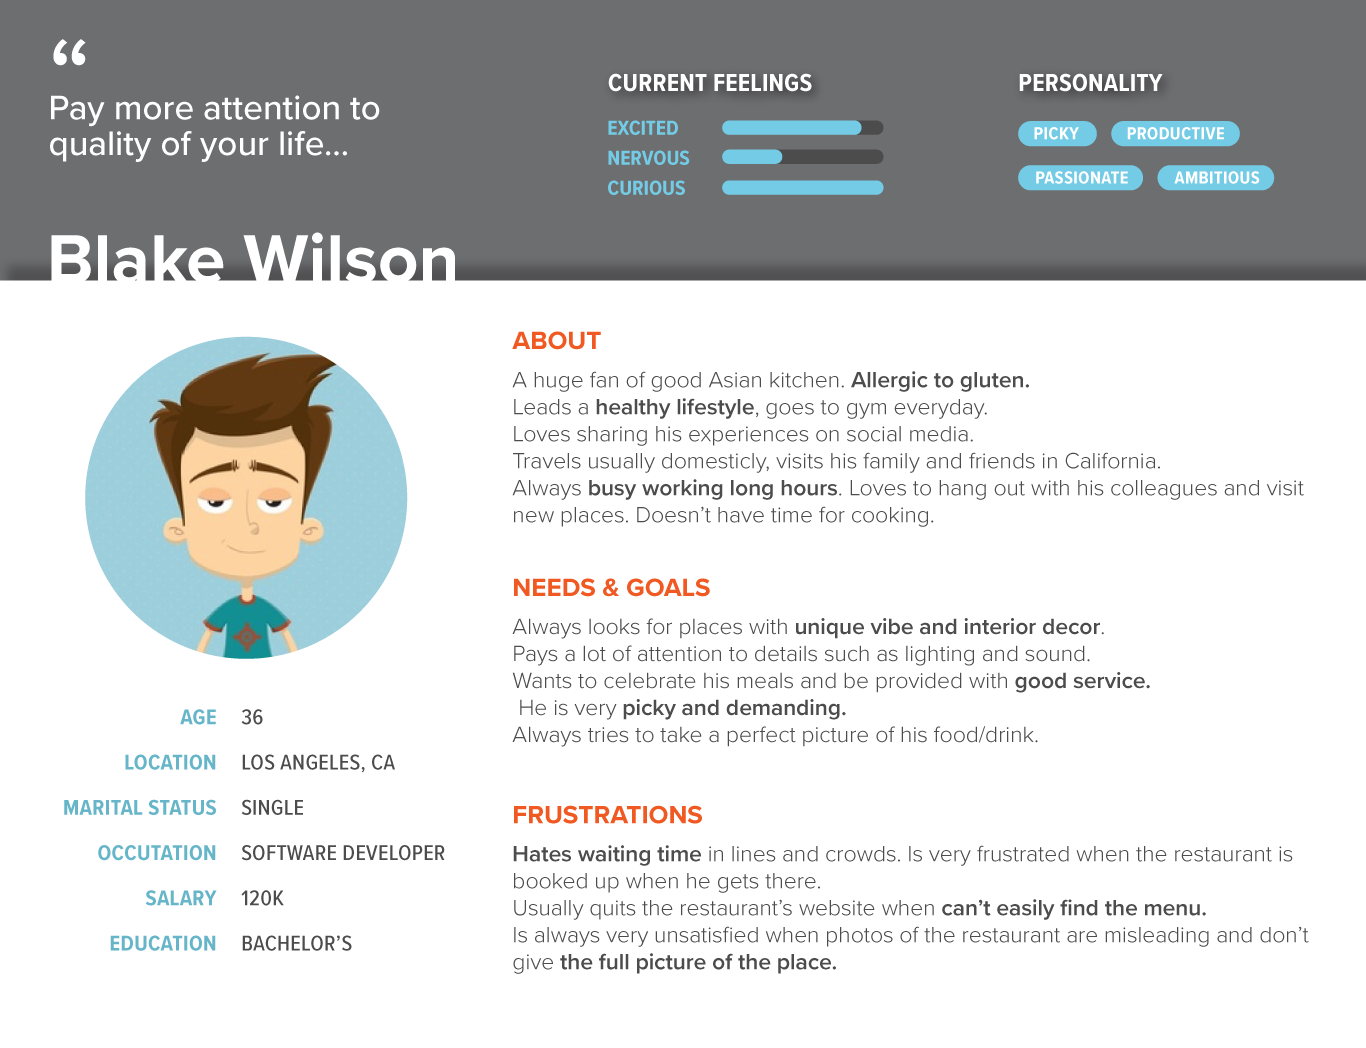 “
Pay more attention to
quality of your life...
CURRENT FEELINGS
EXCITED
NERVOUS
CURIOUS
PERSONALITY
PICKY PRODUCTIVE
PASSIONATE AMBITIOUS
Blake Wilson
AGE 36
LOCATION LOS ANGELES, CA
MARITAL STATUS SINGLE
OCCUTATION SOFTWARE DEVELOPER
SALARY 120K
EDUCATION BACHELOR’S
ABOUT
A huge fan of good Asian kitchen. Allergic to gluten.
Leads a healthy lifestyle, goes to gym everyday.
Loves sharing his experiences on social media.
Travels usually domesticly, visits his family and friends in California.
Always busy working long hours. Loves to hang out with his colleagues and visit
new places. Doesn’t have time for cooking.
NEEDS & GOALS
Always looks for places with unique vibe and interior decor.
Pays a lot of attention to details such as lighting and sound.
Wants to celebrate his meals and be provided with good service.
He is very picky and demanding.
Always tries to take a perfect picture of his food/drink.
FRUSTRATIONS
Hates waiting time in lines and crowds. Is very frustrated when the restaurant is
booked up when he gets there.
Usually quits the restaurant’s website when can’t easily find the menu.
Is always very unsatisfied when photos of the restaurant are misleading and don’t
give the full picture of the place.